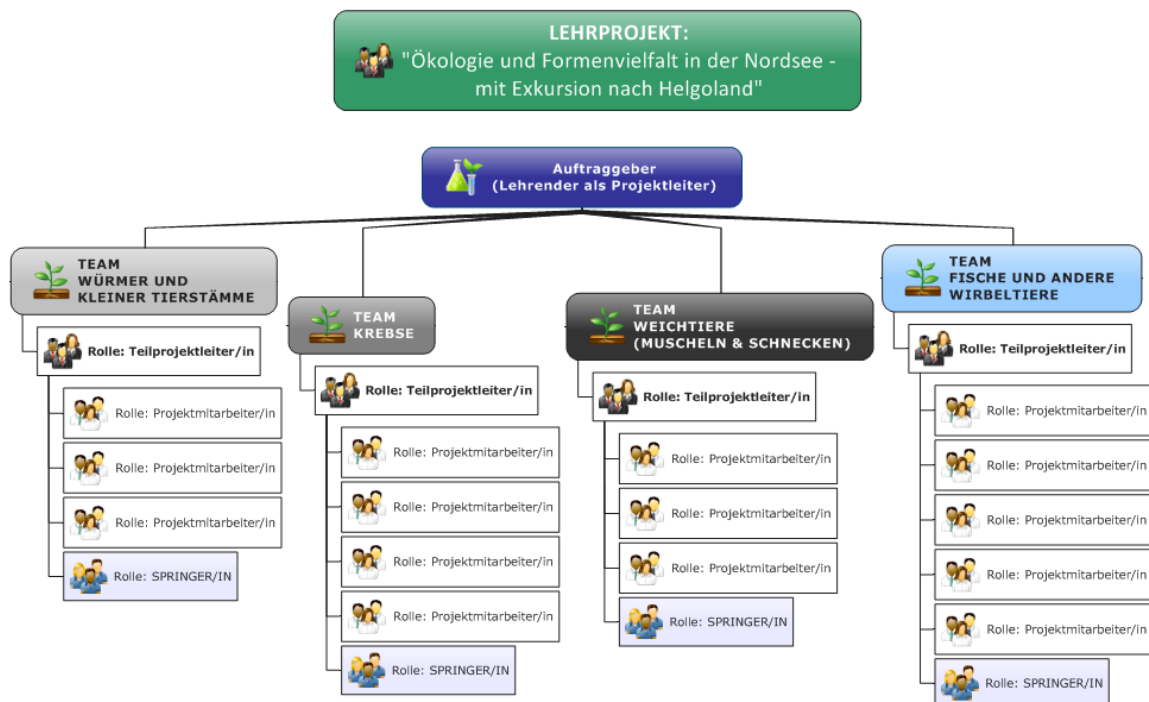 LEHRPROJEKT:
"Ökologie und Formenvielfalt in der Nordsee -
mit Exkursion nach Helgoland"
Auftraggeber
(Lehrender als Projektleiter)
TEAM
WÜRMER UND
KLEINER TIERSTÄMME
Rolle: Teilprojektleiter/in
Rolle: Projektmitarbeiter/in
Rolle: Projektmitarbeiter/in
Rolle: Projektmitarbeiter/in
Rolle: SPRINGER/IN
TEAM
KREBSE
Rolle: Teilprojektleiter/in
Rolle: Projektmitarbeiter/in
Rolle: Projektmitarbeiter/in
Rolle: Projektmitarbeiter/in
Rolle: Projektmitarbeiter/in
Rolle: SPRINGER/IN
TEAM
WEICHTIERE
(MUSCHELN & SCHNECKEN)
Rolle: Teilprojektleiter/in
Rolle: Projektmitarbeiter/in
Rolle: Projektmitarbeiter/in
Rolle: Projektmitarbeiter/in
Rolle: SPRINGER/IN
TEAM
FISCHE UND ANDERE
WIRBELTIERE
Rolle: Teilprojektleiter/in
Rolle: Projektmitarbeiter/in
Rolle: Projektmitarbeiter/in
Rolle: Projektmitarbeiter/in
Rolle: Projektmitarbeiter/in
Rolle: Projektmitarbeiter/in
Rolle: SPRINGER/IN